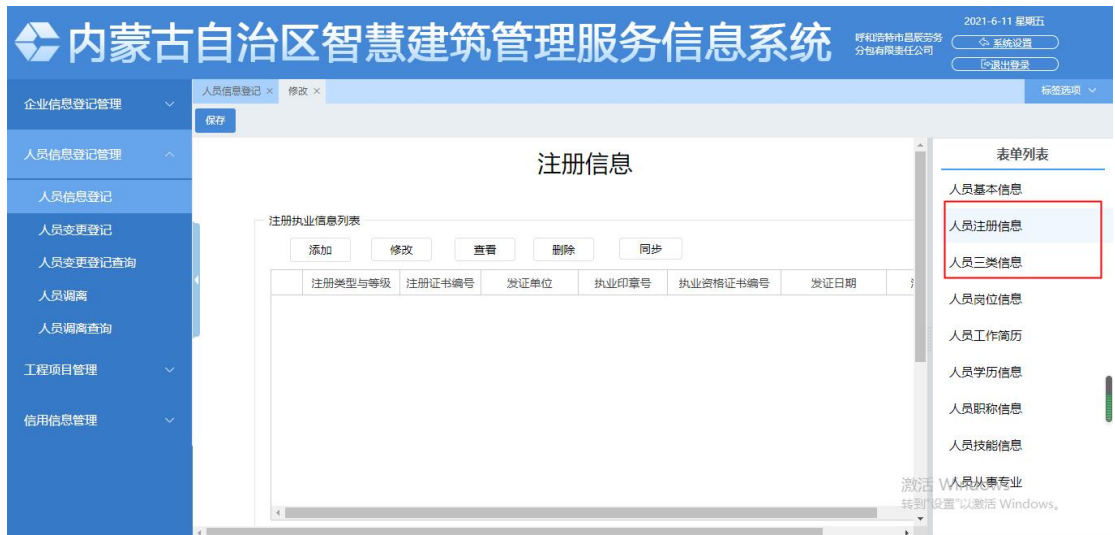 内蒙古自治区智慧建筑管理服务信息系统
呼和浩特市昌辰劳务
分包有限责任公司
2021-6-11 星期五
系统设置
退出登录
企业信息登记管理
人员信息登记管理
人员信息登记
人员变更登记
人员变更登记查询
人员调离
人员调离查询
工程项目管理
信用信息管理
人员信息登记 × 修改 × 标签选项
保存
注册信息
注册执业信息列表
添加 修改 查看 删除 同步
注册类型与等级 注册证书编号 发证单位 执业印章号 执业资格证书编号 发证日期
表单列表
人员基本信息
人员注册信息
人员三类信息
人员岗位信息
人员工作简历
人员学历信息
人员职称信息
人员技能信息
人员从事专业
激活 Windows
转到"设置"以激活 Windows。